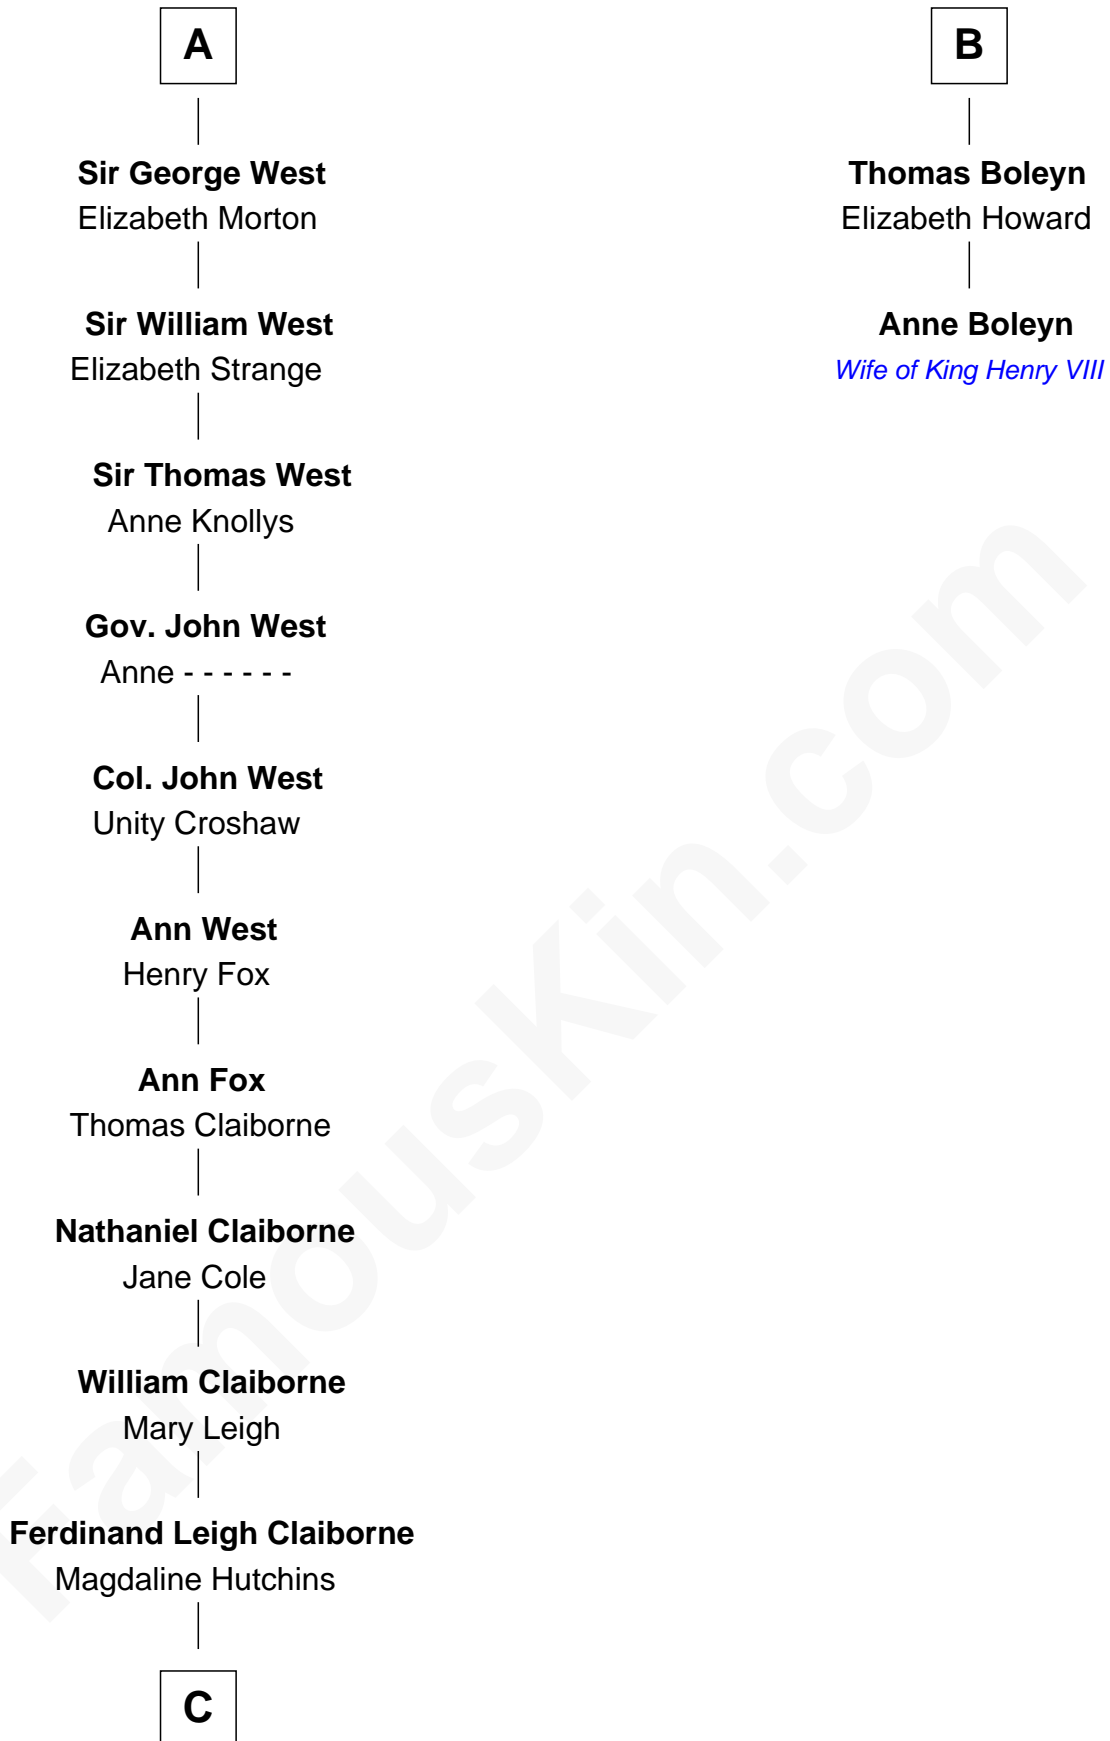 A
Sir George West
Elizabeth Morton
Sir William West
Elizabeth Strange
Sir Thomas West
Anne Knollys
Gov. John West
Anne - - - - - -
Col. John West
Unity Croshaw
Ann West
Henry Fox
Ann Fox
Thomas Claiborne
Nathaniel Claiborne
Jane Cole
William Claiborne
Mary Leigh
Ferdinand Leigh Claiborne
Magdaline Hutchins
C
B
Thomas Boleyn
Elizabeth Howard
Anne Boleyn
Wife of King Henry VIII
FamousKin.com